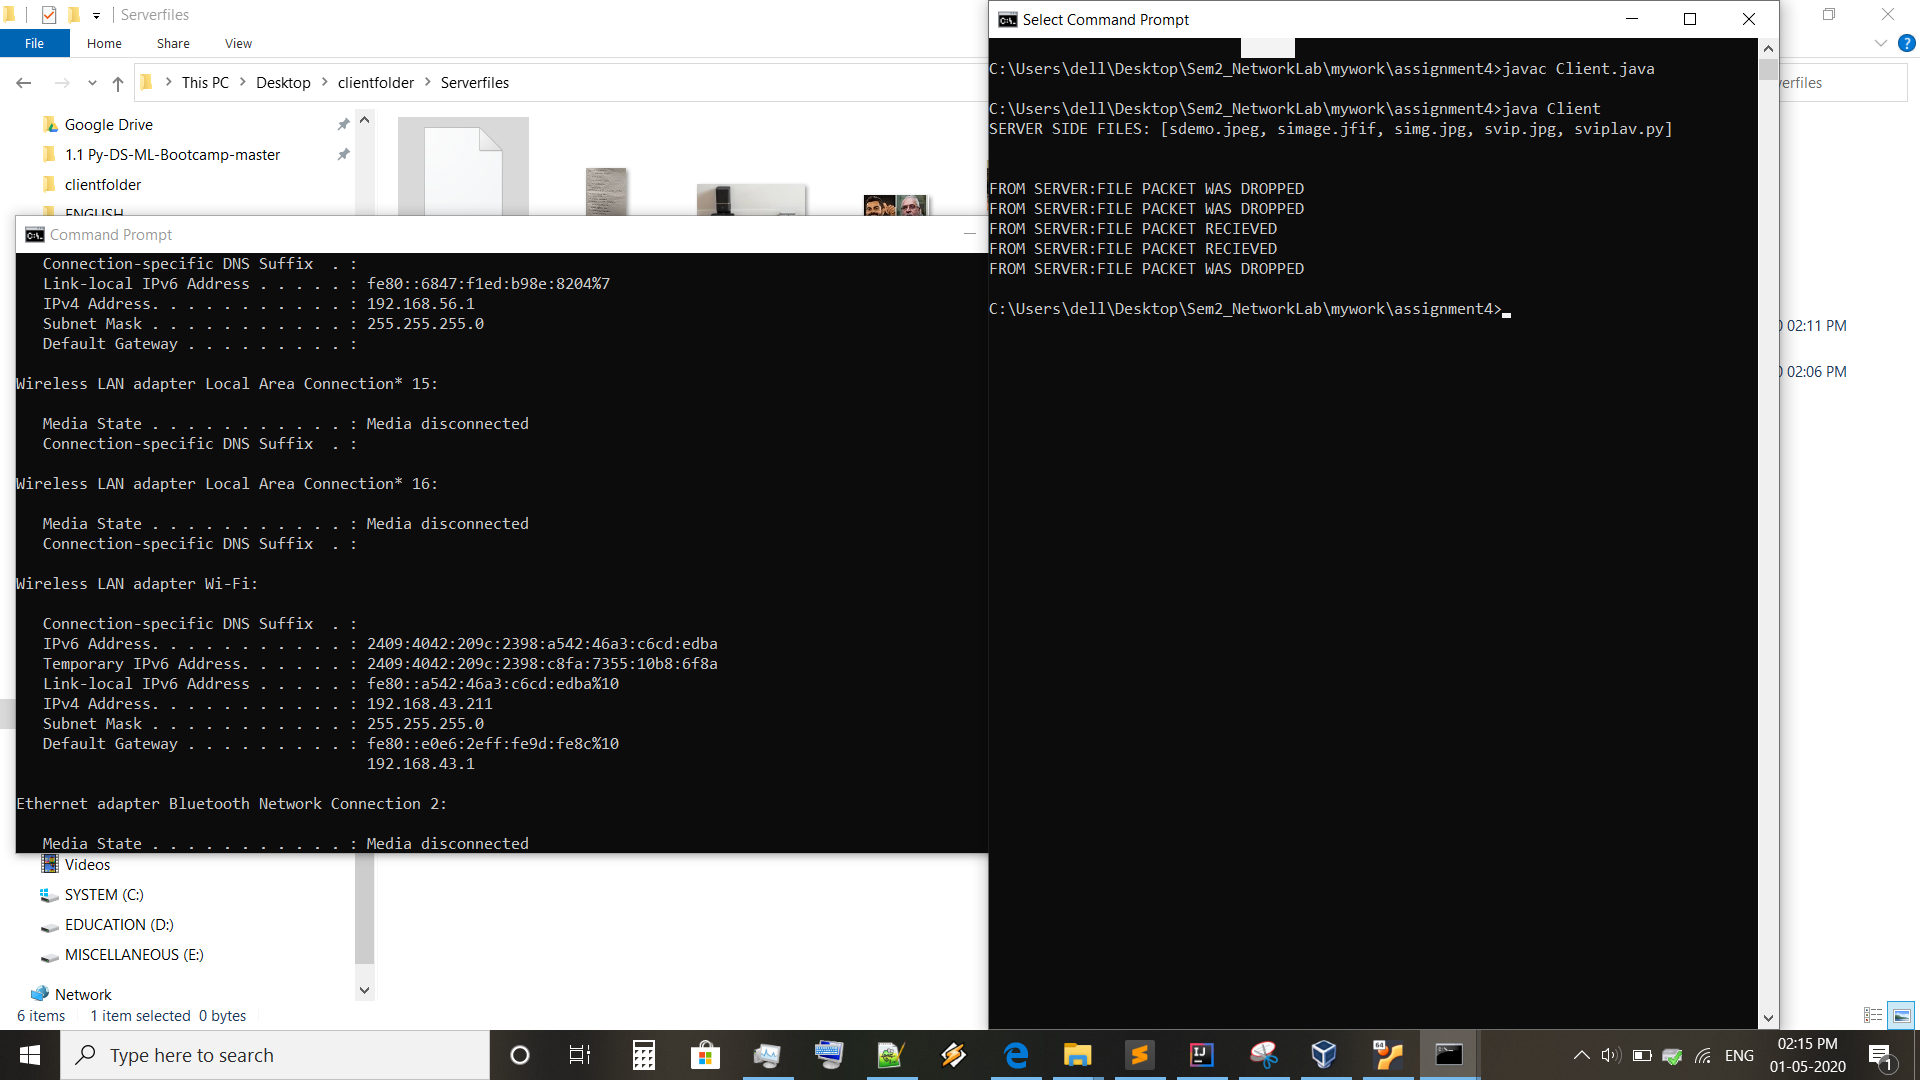 Serverfiles
File Home Share View
This PC > Desktop > clientfolder > Serverfiles
Google Drive
1.1 Py-DS-ML-Bootcamp-master
clientfolder
ENGLISH
Command Prompt
Connection-specific DNS Suffix . :
Link-local IPv6 Address . . . . . : fe80::6847:f1ed:b98e:8204%7
IPv4 Address. . . . . . . . . . . : 192.168.56.1
Subnet Mask . . . . . . . . . . . : 255.255.255.0
Default Gateway . . . . . . . . . :
Wireless LAN adapter Local Area Connection* 15:
Media State . . . . . . . . . . . : Media disconnected
Connection-specific DNS Suffix . :
Wireless LAN adapter Local Area Connection* 16:
Media State . . . . . . . . . . . : Media disconnected
Connection-specific DNS Suffix . :
Wireless LAN adapter Wi-Fi:
Connection-specific DNS Suffix . :
IPv6 Address. . . . . . . . . . . : 2409:4042:209c:2398:a542:46a3:c6cd:edba
Temporary IPv6 Address. . . . . . : 2409:4042:209c:2398:c8fa:7355:10b8:6f8a
Link-local IPv6 Address . . . . . : fe80::a542:46a3:c6cd:edba%10
IPv4 Address. . . . . . . . . . . : 192.168.43.211
Subnet Mask . . . . . . . . . . . : 255.255.255.0
Default Gateway . . . . . . . . . : fe80::e0e6:2eff:fe9d:fe8c%10
192.168.43.1
Ethernet adapter Bluetooth Network Connection 2:
Media State . . . . . . . . . . . : Media disconnected
Videos
SYSTEM (C:)
EDUCATION (D:)
MISCELLANEOUS (E:)
Network
6 items 1 item selected 0 bytes
Select Command Prompt
C:\Users\dell\Desktop\Sem2_NetworkLab\mywork\assignment4>javac Client.java
C:\Users\dell\Desktop\Sem2_NetworkLab\mywork\assignment4>java Client
SERVER SIDE FILES: [sdemo.jpeg, simage.jfif, simg.jpg, svip.jpg, sviplav.py]
FROM SERVER:FILE PACKET WAS DROPPED
FROM SERVER:FILE PACKET WAS DROPPED
FROM SERVER:FILE PACKET RECIEVED
FROM SERVER:FILE PACKET RECIEVED
FROM SERVER:FILE PACKET WAS DROPPED
C:\Users\dell\Desktop\Sem2_NetworkLab\mywork\assignment4>
erfiles
02:11 PM
02:06 PM
Type here to search
ENG
02:15 PM
01-05-2020
1